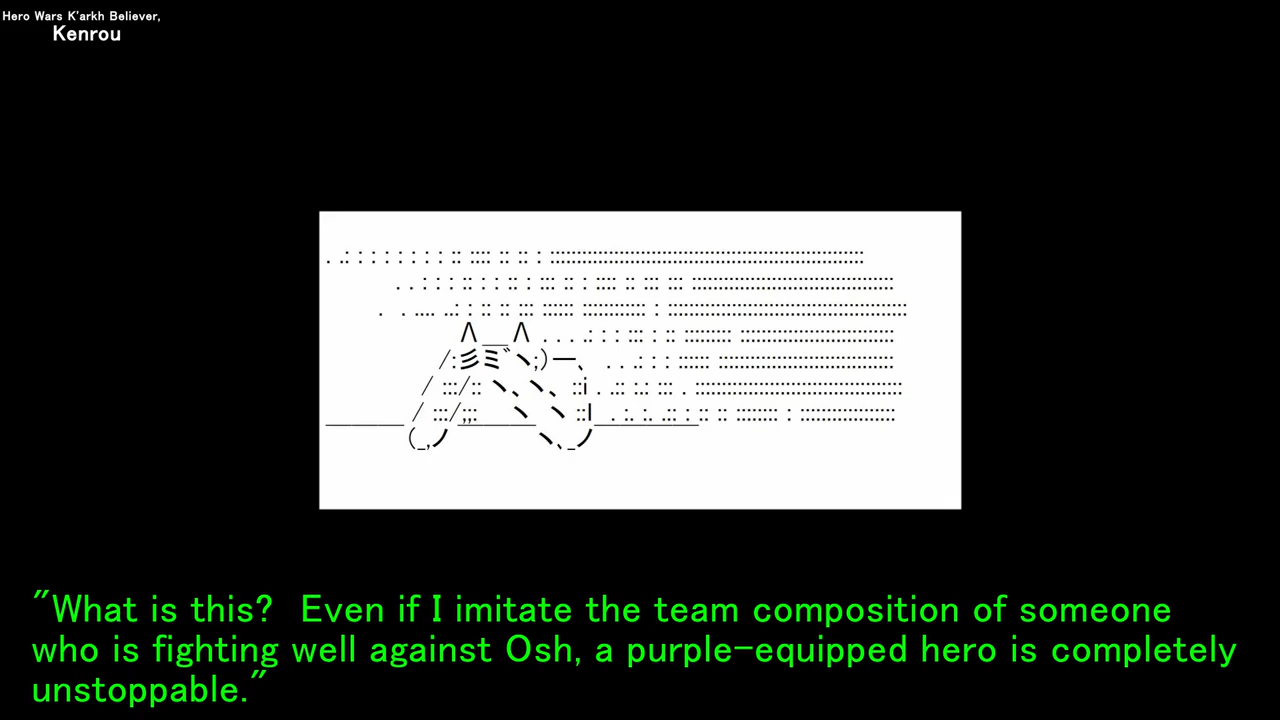 Hero Wars K'arkh Believer,
Kenrou
"What is this?  Even if I imitate the team composition of someone
who is fighting well against Osh, a purple-equipped hero is completely
unstoppable."